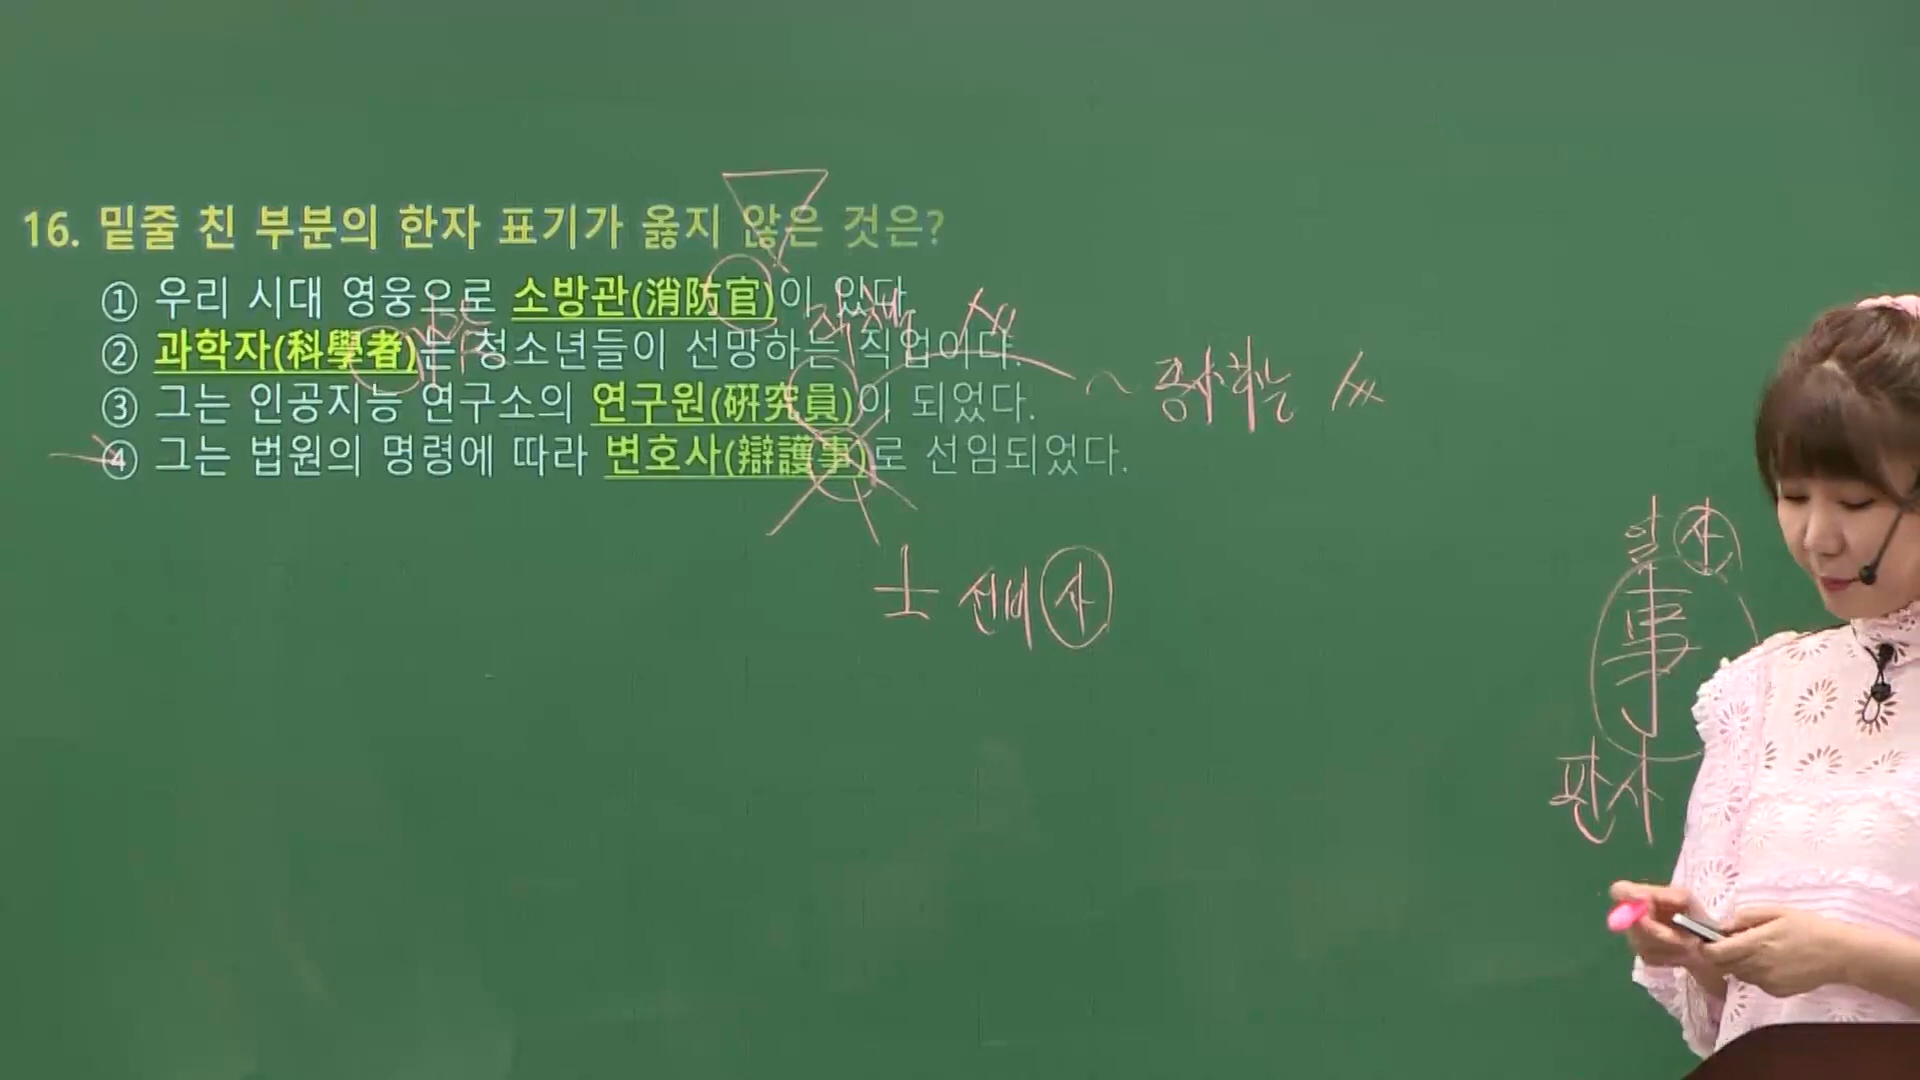 16. 밑줄 친 부분의 한자 표기가 옳지 않은 것은?
① 우리 시대 영웅으로 소방관(消防官)이 있다.
② 과학자(科學者)는 청소년들이 선망하는 직업이다.
③ 그는 인공지능 연구소의 연구원(硏究員)이 되었다.
④ 그는 법원의 명령에 따라 변호사(辯護事)로 선임되었다.
~ 종사하는
士 선비 사
일 사
事
판사